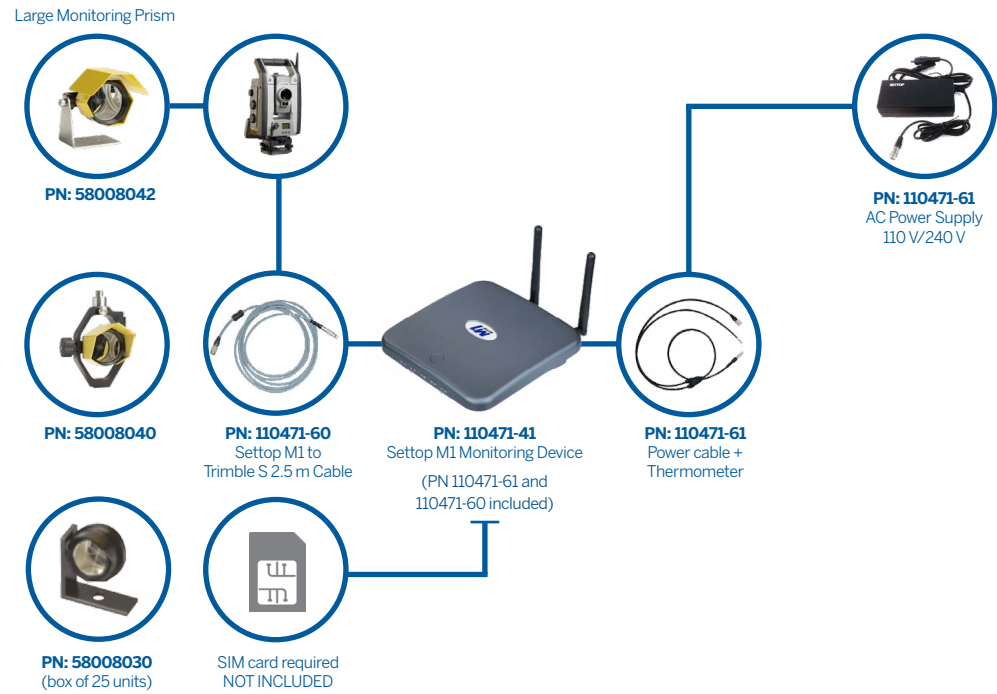 Large Monitoring Prism
PN: 58008042
SETTOP
PN: 110471-61
AC Power Supply
110 V/240 V
M1
PN: 58008040
PN: 110471-60
Settop M1 to
Trimble S 2.5 m Cable
PN: 110471-41
Settop M1 Monitoring Device
(PN 110471-61 and
110471-60 included)
PN: 110471-61
Power cable +
Thermometer
PN: 58008030
(box of 25 units)
SIM card required
NOT INCLUDED